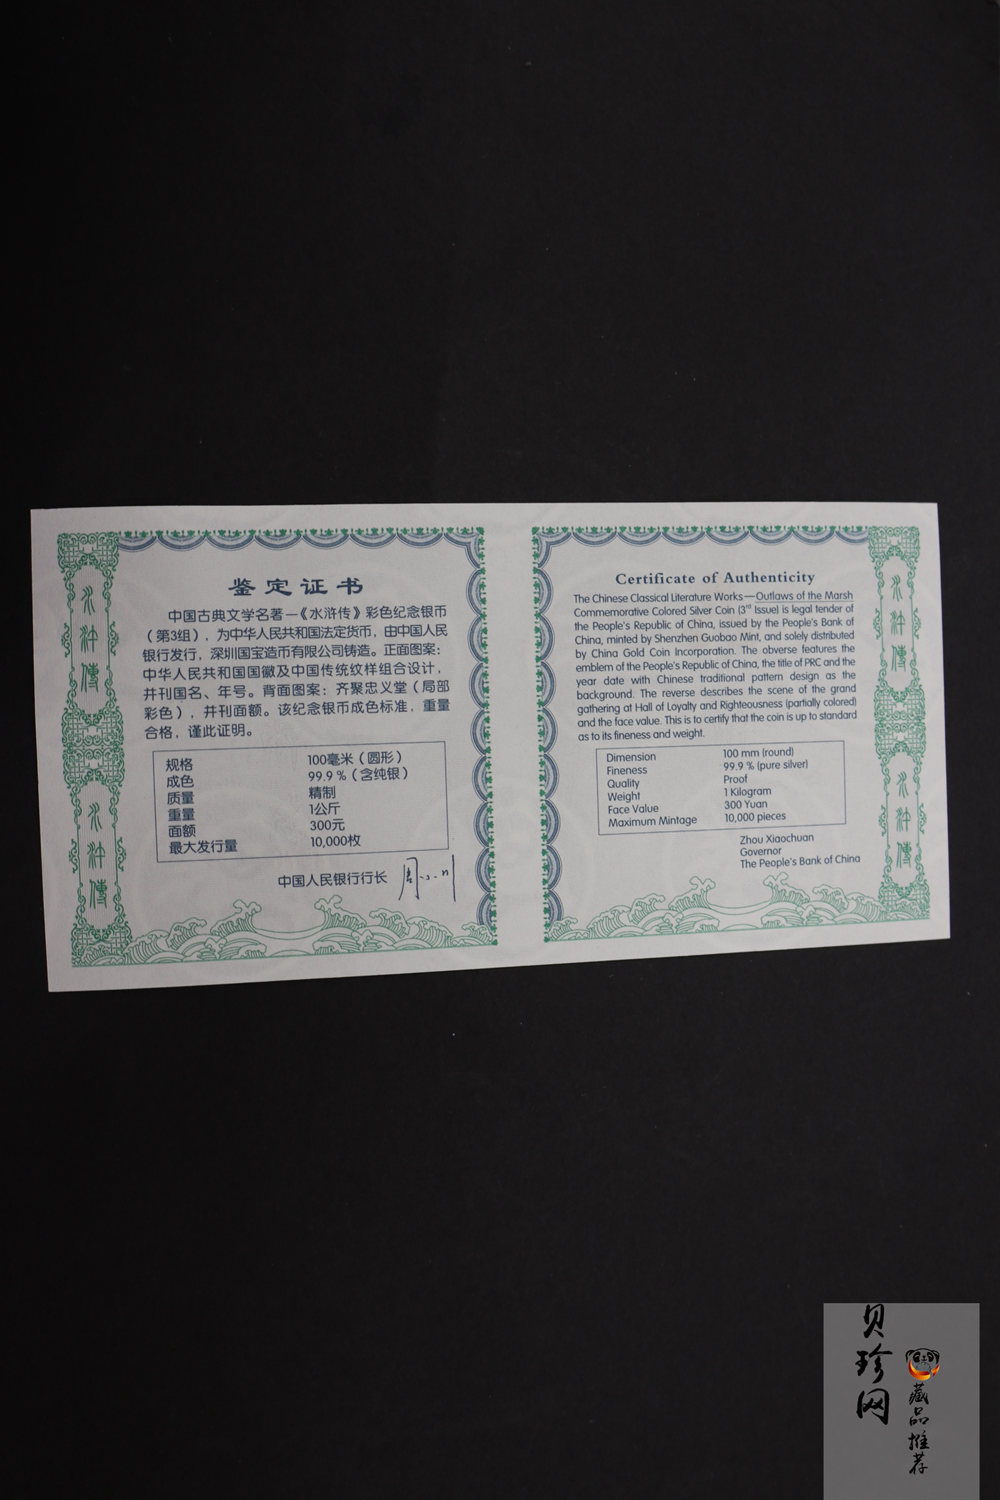 鉴定证书
中国古典文学名著—《水浒传》彩色纪念银币
（第3组），为中华人民共和国法定货币，由中国人民
银行发行，深圳国宝造币有限公司铸造。正面图案：
中华人民共和国国徽及中国传统纹样组合设计，
并刊国名、年号。背面图案：齐聚忠义堂（局部
彩色），并刊面额。该纪念银币成色标准，重量
合格，谨此证明。
规格 100毫米（圆形）
成色 99.9%（含纯银）
质量 精制
重量 1公斤
面额 300元
最大发行量 10,000枚
中国人民银行行长
水浒傳
水浒傳
Certificate of Authenticity
The Chinese Classical Literature Works—Outlaws of the Marsh
Commemorative Colored Silver Coin (3rd Issue) is legal tender of
the People's Republic of China, issued by the People's Bank of
China, minted by Shenzhen Guobao Mint, and solely distributed
by China Gold Coin Incorporation. The obverse features the
emblem of the People's Republic of China, the title of PRC and the
year date with Chinese traditional pattern design as the
background. The reverse describes the scene of the grand
gathering at Hall of Loyalty and Righteousness (partially colored)
and the face value. This is to certify that the coin is up to standard
as to its fineness and weight.
Dimension 100 mm (round)
Fineness 99.9 % (pure silver)
Quality Proof
Weight 1 Kilogram
Face Value 300 Yuan
Maximum Mintage 10,000 pieces
Zhou Xiaochuan
Governor
The People's Bank of China
水浒傳
水浒傳
贝珍网
藏品推荐